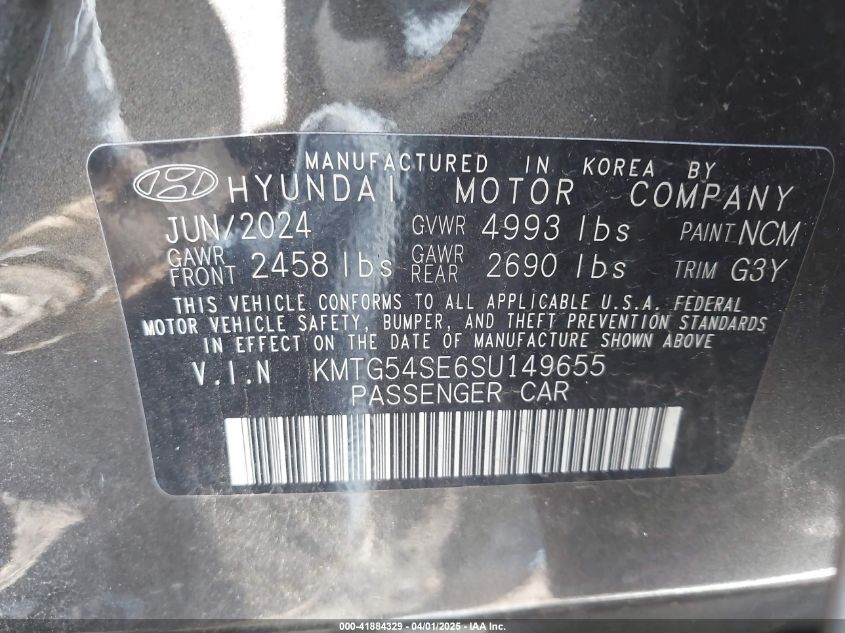 MANUFACTURED IN KOREA BY
HYUNDAI MOTOR COMPANY
JUN/2024 GVWR 4993 lbs PAINT NCM
GAWR FRONT 2458 lbs GAWR REAR 2690 lbs TRIM G3Y
THIS VEHICLE CONFORMS TO ALL APPLICABLE U.S.A. FEDERAL
MOTOR VEHICLE SAFETY, BUMPER, AND THEFT PREVENTION STANDARDS
IN EFFECT ON THE DATE OF MANUFACTURE SHOWN ABOVE
V.I.N KMTG54SE6SU149655
PASSENGER CAR
000-41884329 - 04/01/2025 - IAA Inc.